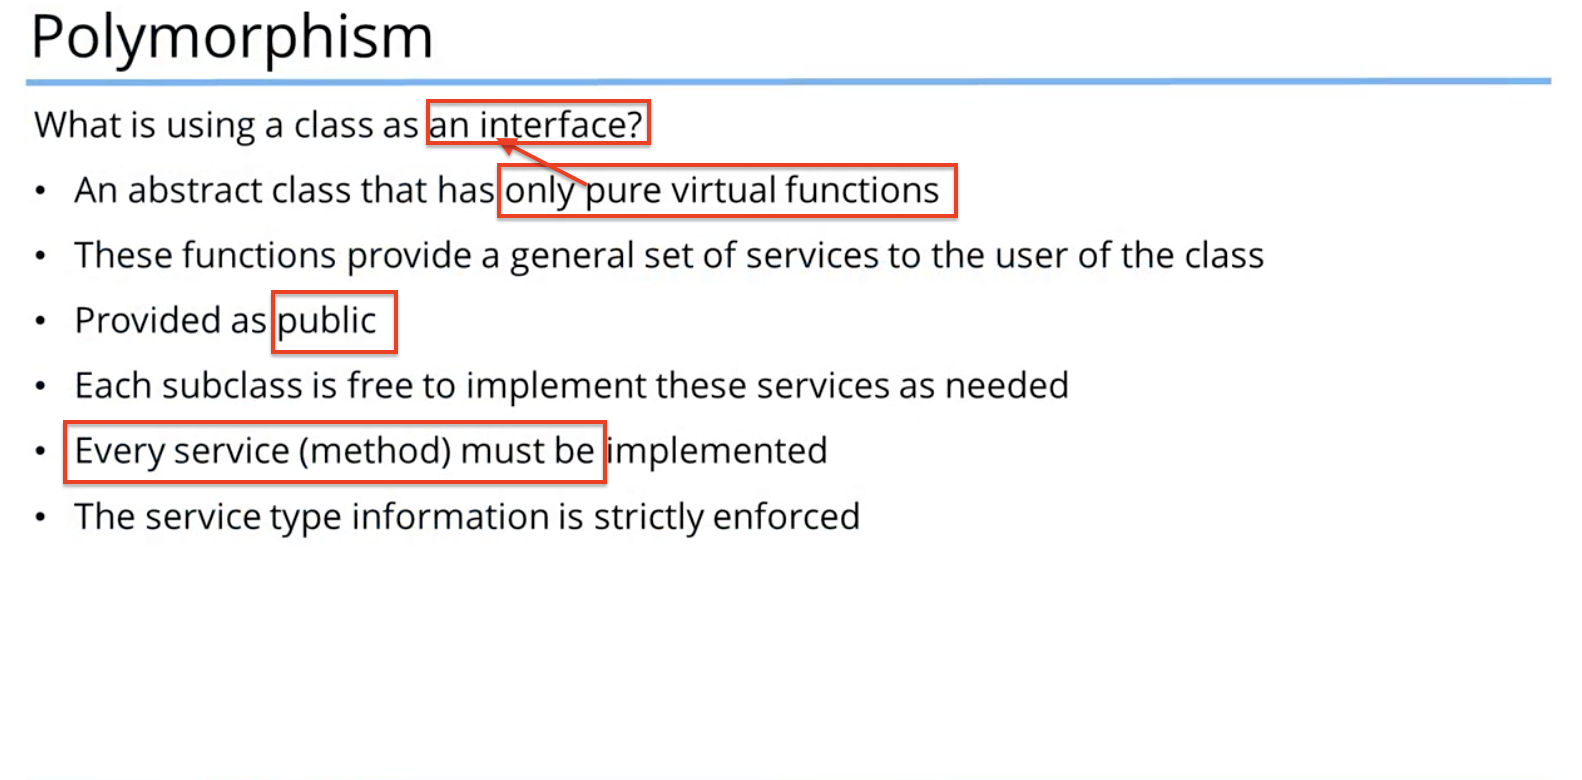 Polymorphism
What is using a class as an interface?
• An abstract class that has only pure virtual functions
• These functions provide a general set of services to the user of the class
• Provided as public
• Each subclass is free to implement these services as needed
• Every service (method) must be implemented
• The service type information is strictly enforced